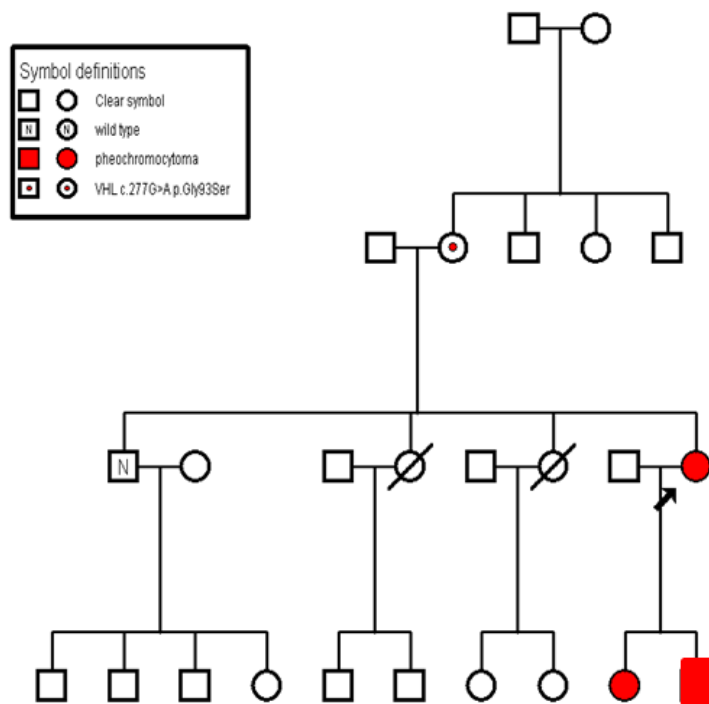 Symbol definitions
Clear symbol
N N wild type
pheochromocytoma
VHL c.277G>A p.Gly93Ser
N